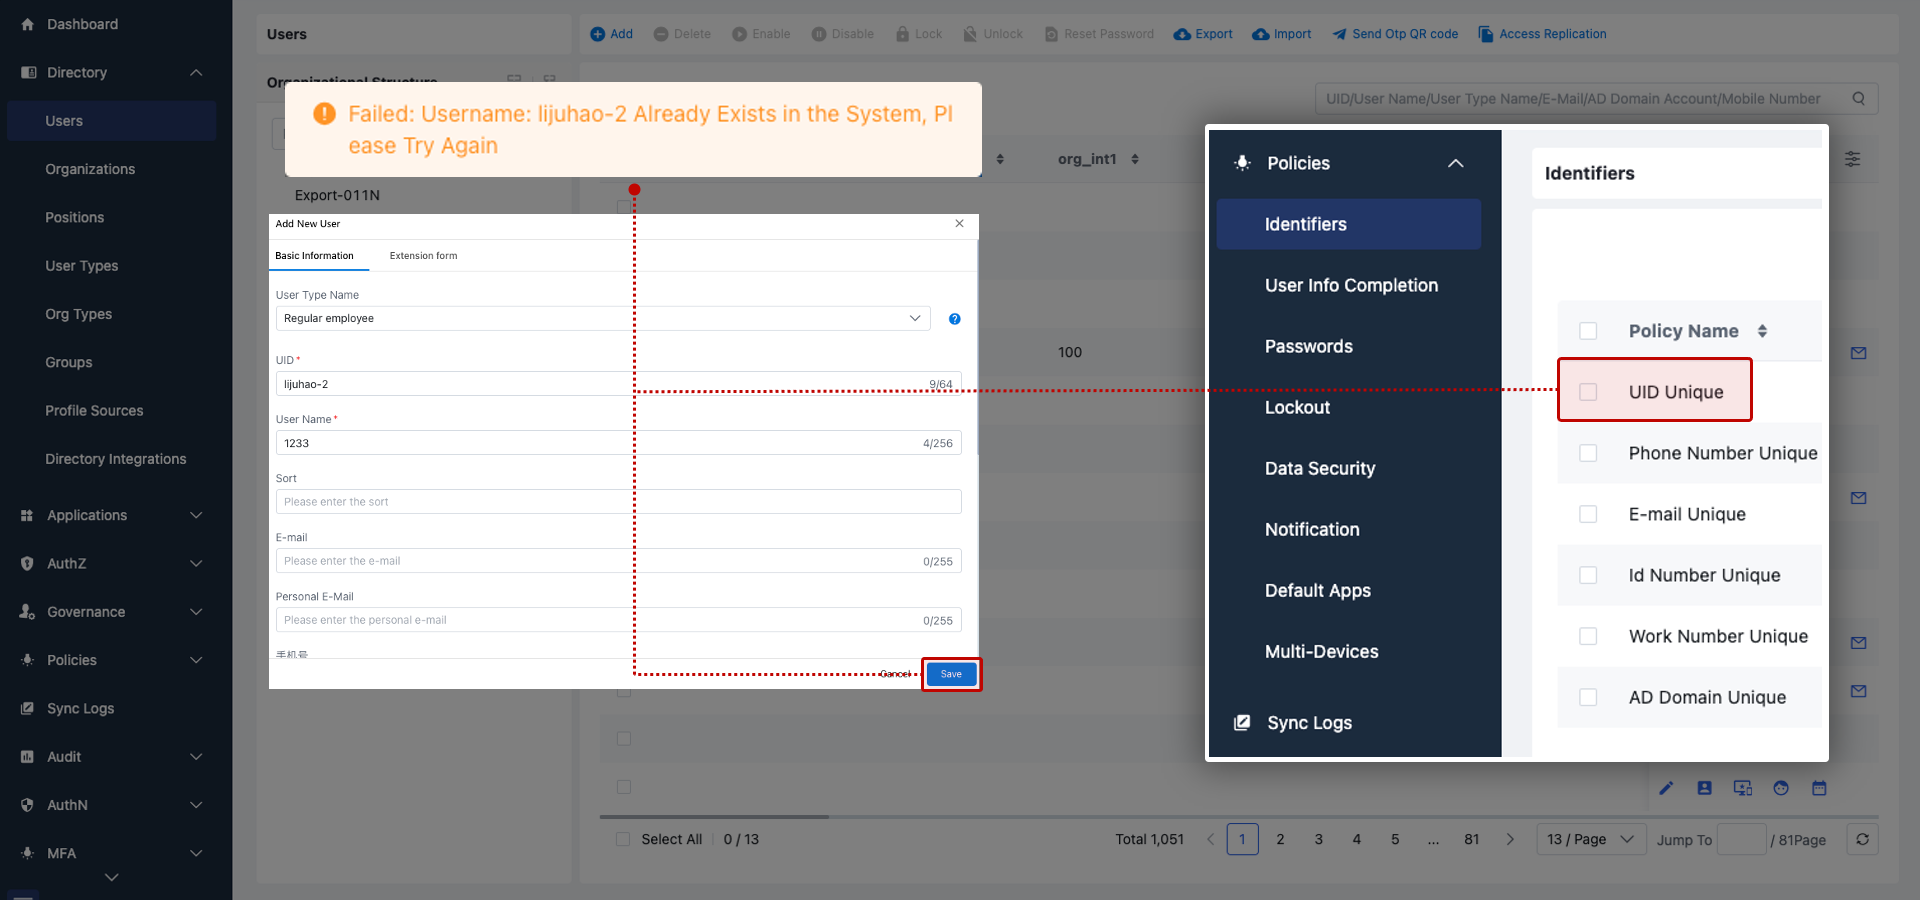 Dashboard
Directory
Users
Organizations
Positions
User Types
Org Types
Groups
Profile Sources
Directory Integrations
Applications
AuthZ
Governance
Policies
Sync Logs
Audit
AuthN
MFA
Users
Add
Delete
Enable
Disable
Lock
Unlock
Reset Password
Export
Import
Send Otp QR code
Access Replication
Organizational Structure
UID/User Name/User Type Name/E-Mail/AD Domain Account/Mobile Number
Failed: Username: lijuhao-2 Already Exists in the System, Pl
ease Try Again
org_int1
Export-011N
100
Add New User
Basic Information
Extension form
User Type Name
Regular employee
UID*
lijuhao-2
9/64
User Name*
1233
4/256
Sort
Please enter the sort
E-mail
Please enter the e-mail
0/255
Personal E-Mail
Please enter the personal e-mail
0/255
手机号
Cancel
Save
Policies
Identifiers
User Info Completion
Passwords
Lockout
Data Security
Notification
Default Apps
Multi-Devices
Sync Logs
Identifiers
Policy Name
UID Unique
Phone Number Unique
E-mail Unique
Id Number Unique
Work Number Unique
AD Domain Unique
Select All
0 / 13
Total 1,051
1
2
3
4
5
...
81
13 / Page
Jump To
/ 81Page